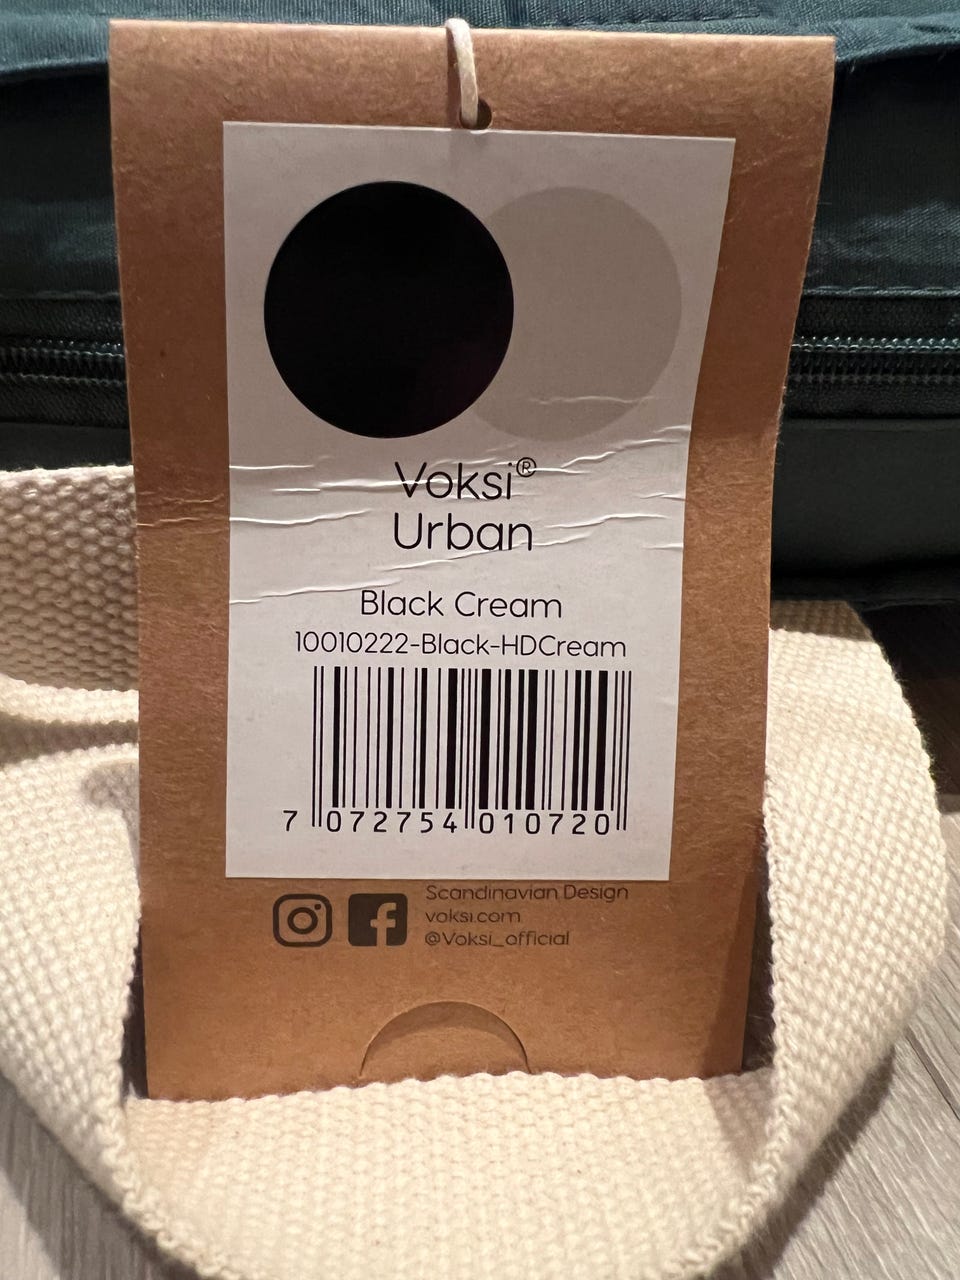 Voksi®
Urban
Black Cream
10010222-Black-HDCream
7 072754 010720
Scandinavian Design
voksi.com
@Voksi_official